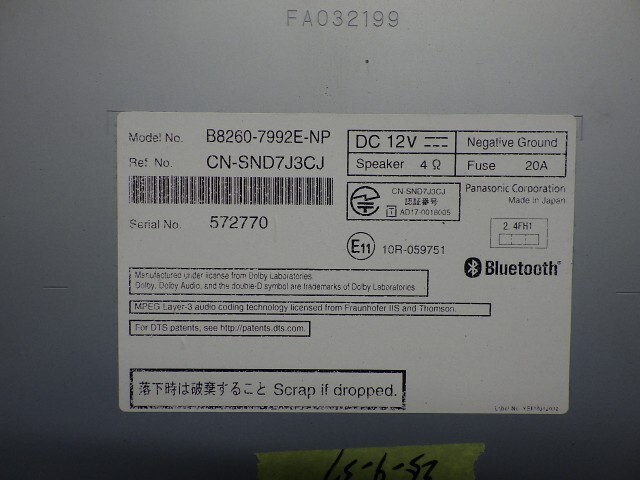 FA032199
Model No. B8260-7992E-NP
Ref. No. CN-SND7J3CJ
Serial No. 572770
DC 12V Negative Ground
Speaker 4 Ω Fuse 20A
CN-SND7J3CJ
認証番号
T AD17-0018005
Panasonic Corporation
Made in Japan
2.4FH1
E11 10R-059751
Bluetooth®
Manufactured under license from Dolby Laboratories.
Dolby, Dolby Audio, and the double-D symbol are trademarks of Dolby Laboratories.
MPEG Layer-3 audio coding technology licensed from Fraunhofer IIS and Thomson.
For DTS patents, see http://patents.dts.com.
落下時は破棄すること Scrap if dropped.
Label No.